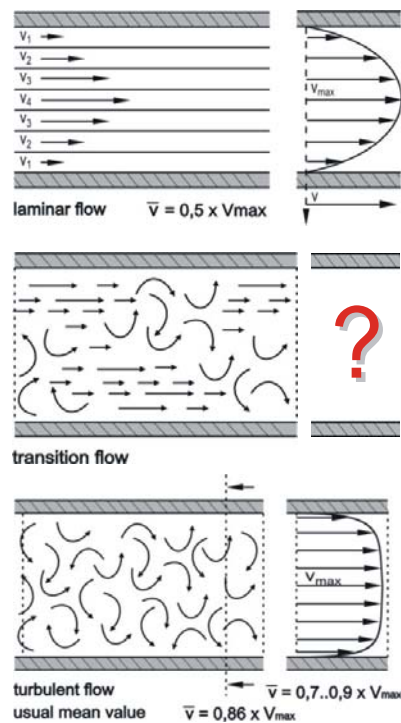 V₁
V₂
V₃
V₄
V₃
V₂
V₁
Vmax
V
laminar flow v̅ = 0,5 x Vmax
?
transition flow
Vmax
turbulent flow v̅ = 0,7..0,9 x Vmax
usual mean value v̅ = 0,86 x Vmax